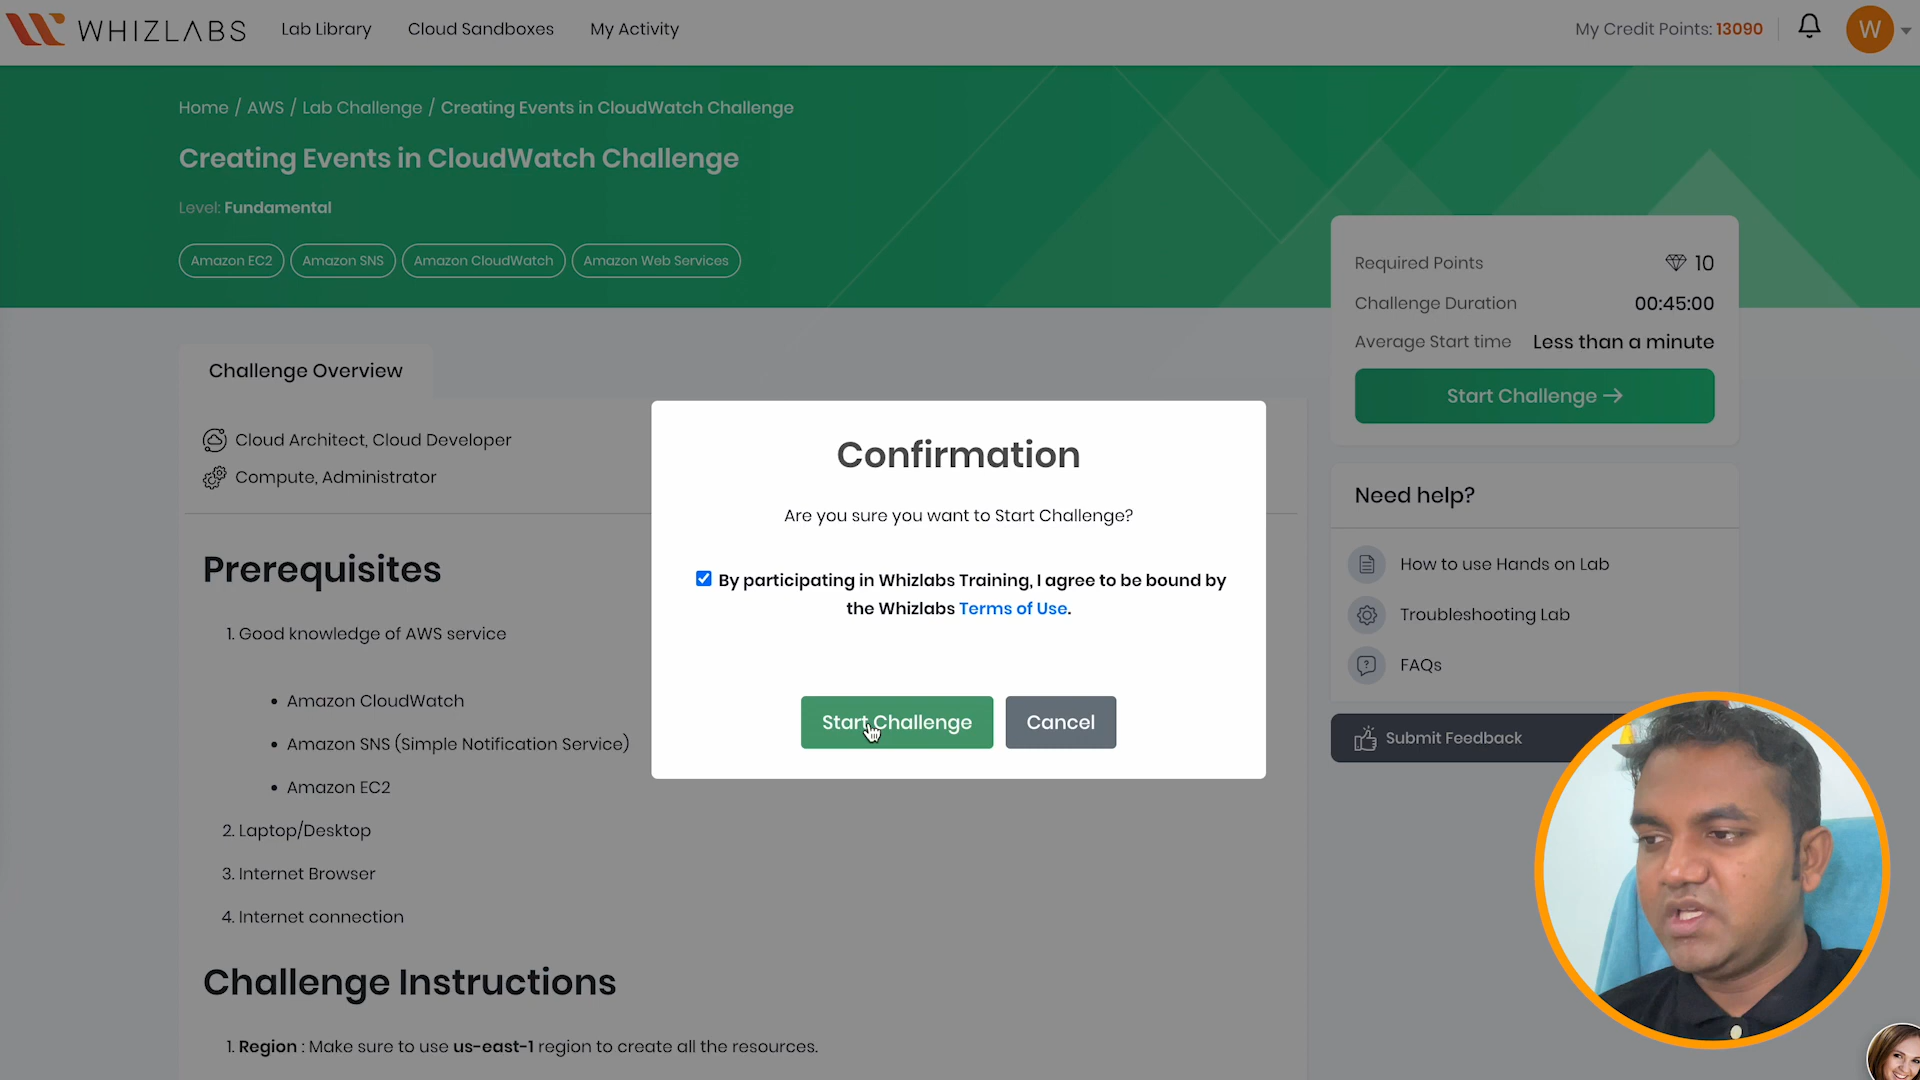 WHIZLABS
Lab Library
Cloud Sandboxes
My Activity
My Credit Points: 13090
W
Home / AWS / Lab Challenge / Creating Events in CloudWatch Challenge
Creating Events in CloudWatch Challenge
Level: Fundamental
Amazon EC2
Amazon SNS
Amazon CloudWatch
Amazon Web Services
Required Points 10
Challenge Duration 00:45:00
Average Start time Less than a minute
Start Challenge →
Challenge Overview
Cloud Architect, Cloud Developer
Compute, Administrator
Prerequisites
1. Good knowledge of AWS service
• Amazon CloudWatch
• Amazon SNS (Simple Notification Service)
• Amazon EC2
2. Laptop/Desktop
3. Internet Browser
4. Internet connection
Challenge Instructions
1. Region : Make sure to use us-east-1 region to create all the resources.
Confirmation
Are you sure you want to Start Challenge?
By participating in Whizlabs Training, I agree to be bound by
the Whizlabs Terms of Use.
Start Challenge
Cancel
Need help?
How to use Hands on Lab
Troubleshooting Lab
FAQs
Submit Feedback